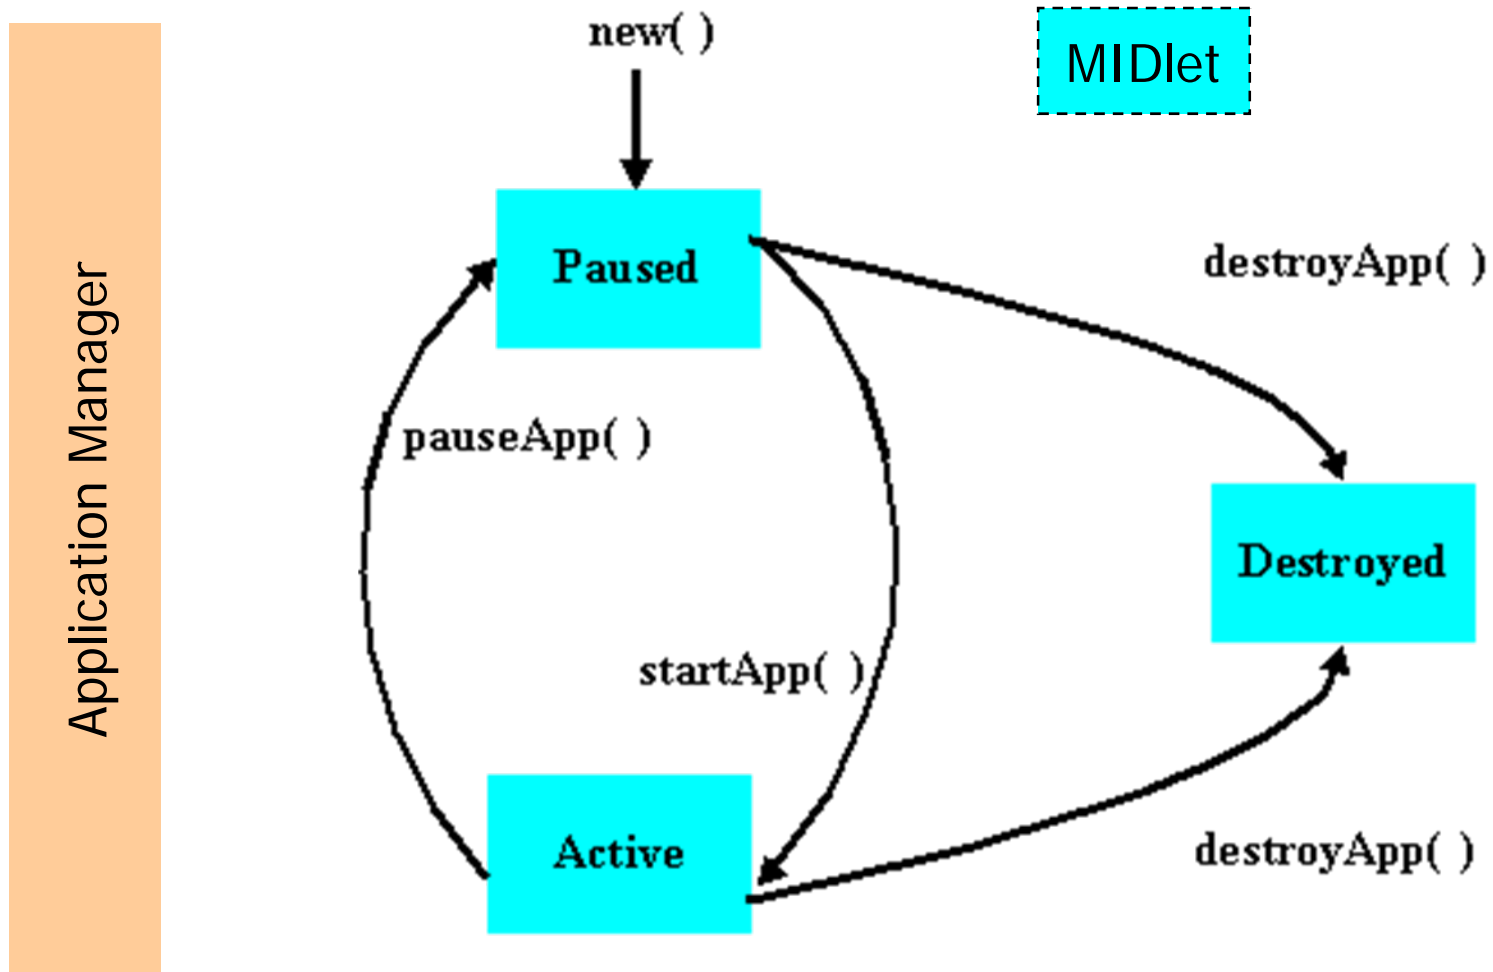 new( )
MIDlet
Application Manager
Paused
destroyApp( )
pauseApp( )
Destroyed
startApp( )
Active
destroyApp( )